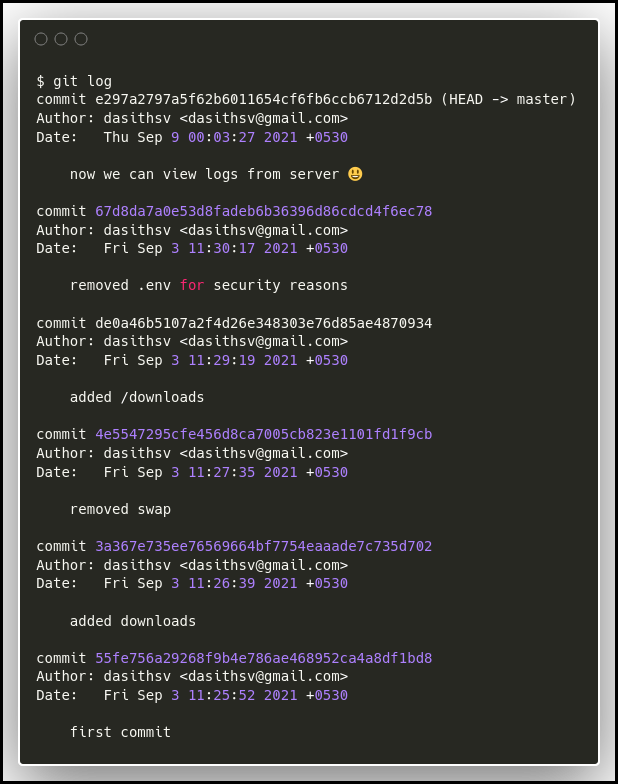 $ git log
commit e297a2797a5f62b6011654cf6fb6ccb6712d2d5b (HEAD -> master)
Author: dasithsv <dasithsv@gmail.com>
Date:   Thu Sep 9 00:03:27 2021 +0530
    now we can view logs from server 😃
commit 67d8da7a0e53d8fadeb6b36396d86cdcd4f6ec78
Author: dasithsv <dasithsv@gmail.com>
Date:   Fri Sep 3 11:30:17 2021 +0530
    removed .env for security reasons
commit de0a46b5107a2f4d26e348303e76d85ae4870934
Author: dasithsv <dasithsv@gmail.com>
Date:   Fri Sep 3 11:29:19 2021 +0530
    added /downloads
commit 4e5547295cfe456d8ca7005cb823e1101fd1f9cb
Author: dasithsv <dasithsv@gmail.com>
Date:   Fri Sep 3 11:27:35 2021 +0530
    removed swap
commit 3a367e735ee76569664bf7754eaaade7c735d702
Author: dasithsv <dasithsv@gmail.com>
Date:   Fri Sep 3 11:26:39 2021 +0530
    added downloads
commit 55fe756a29268f9b4e786ae468952ca4a8df1bd8
Author: dasithsv <dasithsv@gmail.com>
Date:   Fri Sep 3 11:25:52 2021 +0530
    first commit